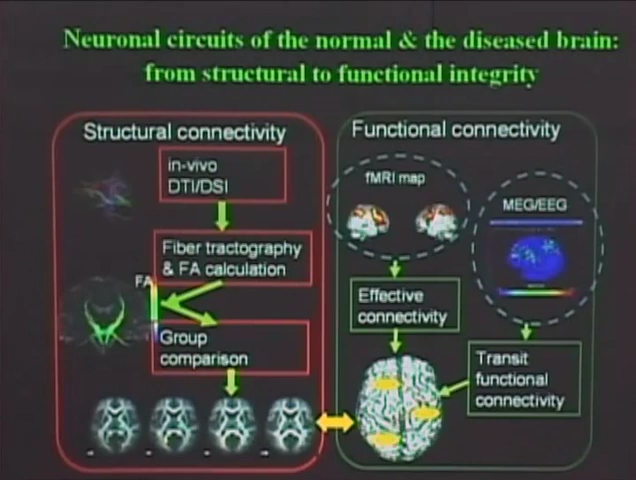 Neuronal circuits of the normal & the diseased brain:
from structural to functional integrity
Structural connectivity
in-vivo
DTI/DSI
Fiber tractography
& FA calculation
FA
Group
comparison
Functional connectivity
fMRI map
MEG/EEG
Effective
connectivity
Transit
functional
connectivity